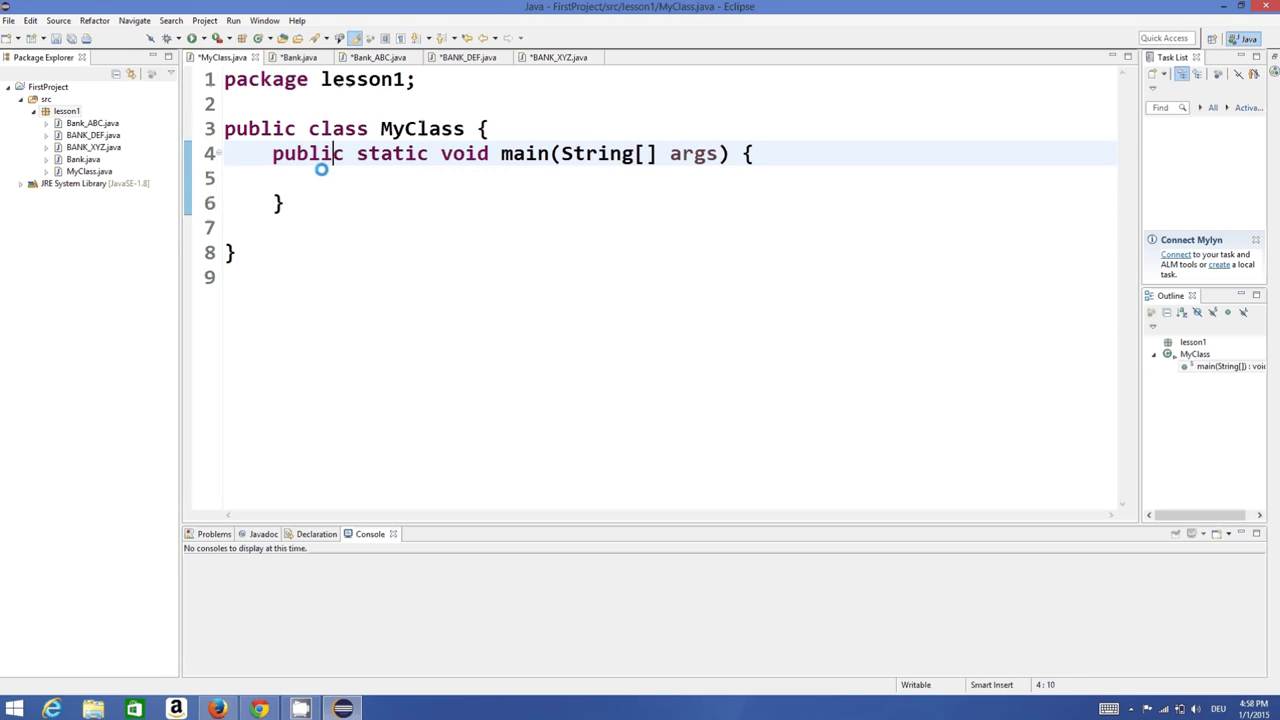 Java - FirstProject/src/lesson1/MyClass.java - Eclipse
File Edit Source Refactor Navigate Search Project Run Window Help
Quick Access
Java
Package Explorer
FirstProject
src
lesson1
Bank_ABC.java
BANK_DEF.java
BANK_XYZ.java
Bank.java
MyClass.java
JRE System Library [JavaSE-1.8]
*MyClass.java *Bank.java *Bank_ABC.java *BANK_DEF.java *BANK_XYZ.java
1 package lesson1;
2
3 public class MyClass {
4 public static void main(String[] args) {
5
6 }
7
8 }
9
Task List
Find All Activa...
Connect Mylyn
Connect to your task and
ALM tools or create a local
task.
Outline
lesson1
MyClass
main(String[]) : voi
Problems Javadoc Declaration Console
No consoles to display at this time.
Writable Smart Insert 4 : 10
DEU
4:58 PM
1/1/2015